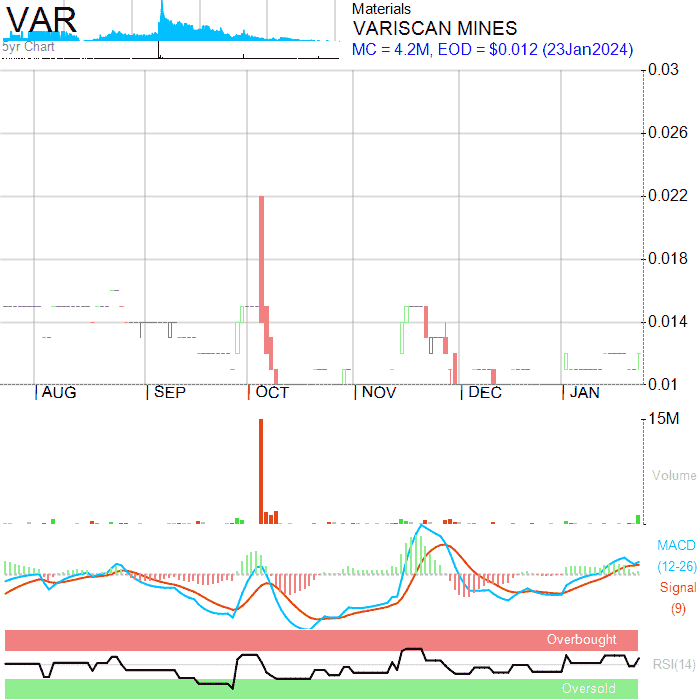 VAR
5yr Chart
Materials
VARISCAN MINES
MC = 4.2M, EOD = $0.012 (23Jan2024)
0.03
0.026
0.022
0.018
0.014
0.01
AUG SEP OCT NOV DEC JAN
15M
Volume
MACD
(12-26)
Signal
(9)
Overbought
RSI(14)
Oversold